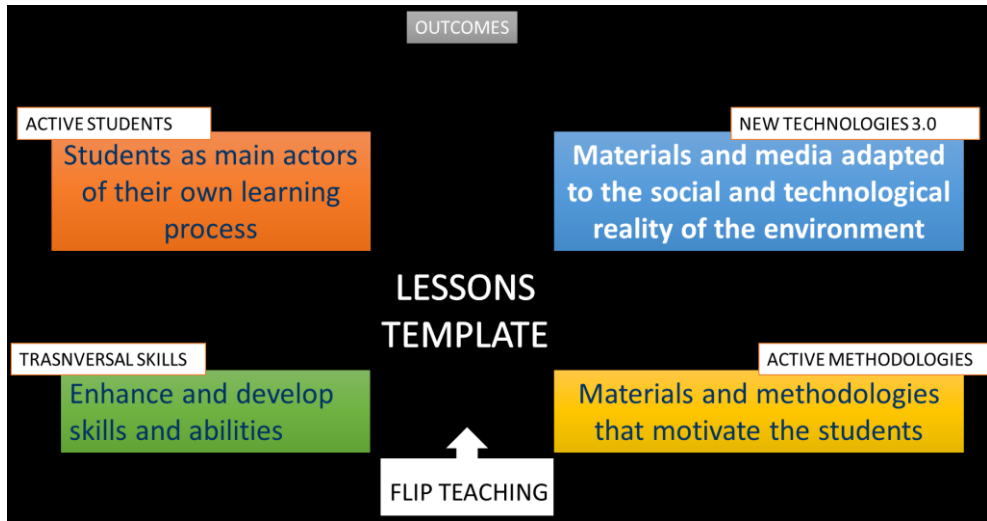 OUTCOMES
ACTIVE STUDENTS
Students as main actors
of their own learning
process
NEW TECHNOLOGIES 3.0
Materials and media adapted
to the social and technological
reality of the environment
LESSONS
TEMPLATE
TRASNVERSAL SKILLS
Enhance and develop
skills and abilities
ACTIVE METHODOLOGIES
Materials and methodologies
that motivate the students
FLIP TEACHING